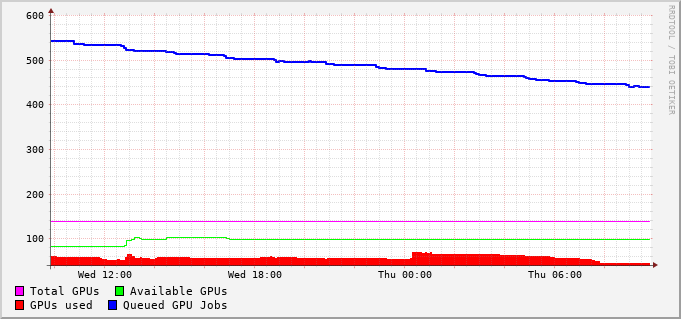 600
500
400
300
200
100
Wed 12:00 Wed 18:00 Thu 00:00 Thu 06:00
Total GPUs Available GPUs
GPUs used Queued GPU Jobs
RRDTOOL / TOBI OETIKER